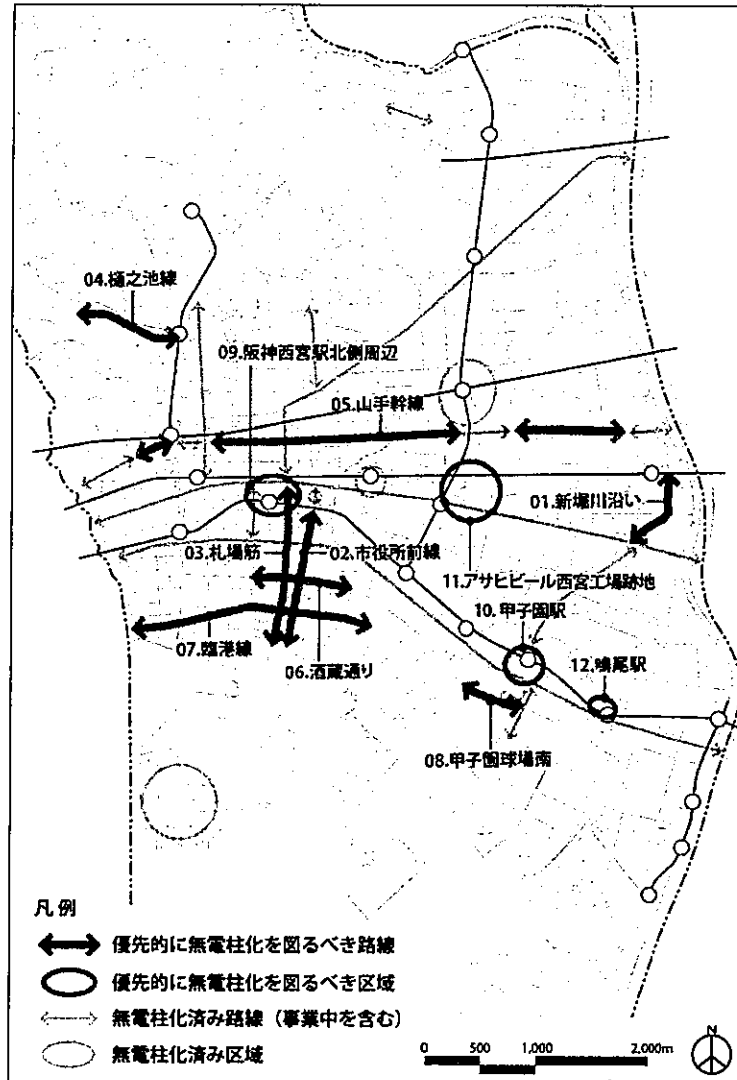 04.樋之池線
09.阪神西宮駅北側周辺
05.山手幹線
01.新堀川沿い
03.札場筋
02.市役所前線
11.アサヒビール西宮工場跡地
10.甲子園駅
07.臨港線
06.酒蔵通り
12.鳴尾駅
08.甲子園球場南
凡例
優先的に無電柱化を図るべき路線
優先的に無電柱化を図るべき区域
無電柱化済み路線（事業中を含む）
無電柱化済み区域
0 500 1,000 2,000m
N